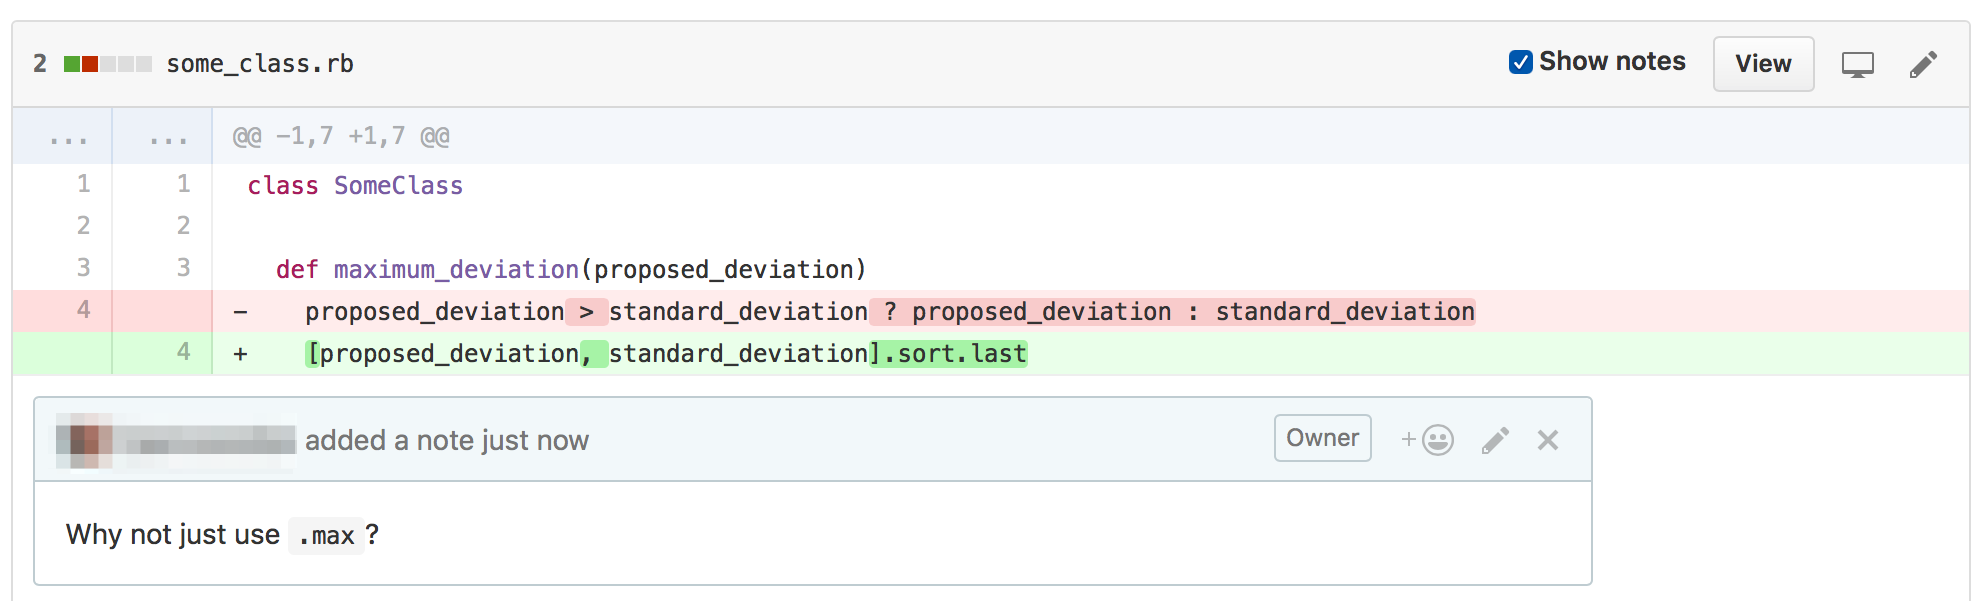 2 some_class.rb Show notes View
... ... @@ -1,7 +1,7 @@
1 1 class SomeClass
2 2
3 3 def maximum_deviation(proposed_deviation)
4 - proposed_deviation > standard_deviation ? proposed_deviation : standard_deviation
4 + [proposed_deviation, standard_deviation].sort.last
added a note just now Owner +
Why not just use .max?